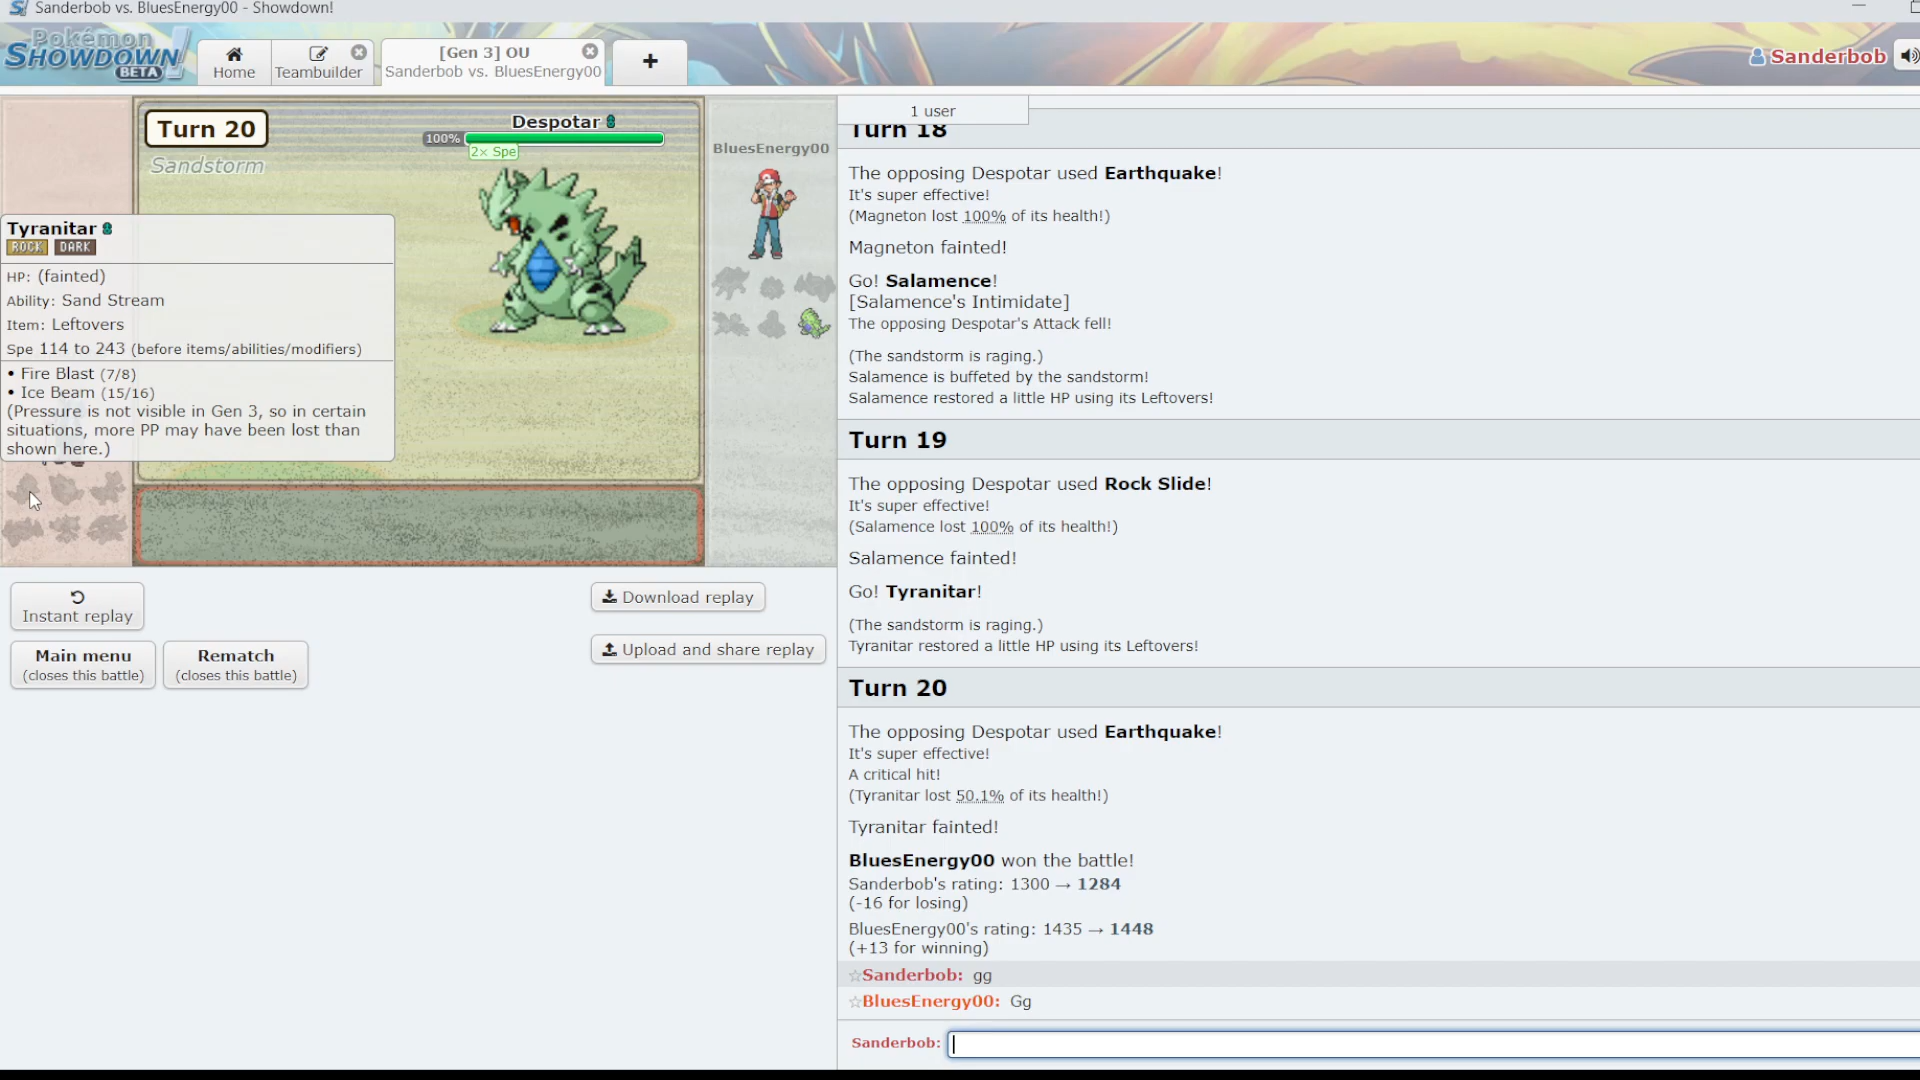 Sanderbob vs. BluesEnergy00 - Showdown!
Pokémon
SHOWDOWN!
BETA
Home
Teambuilder
[Gen 3] OU
Sanderbob vs. BluesEnergy00
+
Sanderbob
Turn 20
Sandstorm
Despotar
100%
2× Spe
BluesEnergy00
Tyranitar
ROCK DARK
HP: (fainted)
Ability: Sand Stream
Item: Leftovers
Spe 114 to 243 (before items/abilities/modifiers)
• Fire Blast (7/8)
• Ice Beam (15/16)
(Pressure is not visible in Gen 3, so in certain
situations, more PP may have been lost than
shown here.)
Instant replay
Download replay
Upload and share replay
Main menu
(closes this battle)
Rematch
(closes this battle)
1 user
Turn 18
The opposing Despotar used Earthquake!
It's super effective!
(Magneton lost 100% of its health!)
Magneton fainted!
Go! Salamence!
[Salamence's Intimidate]
The opposing Despotar's Attack fell!
(The sandstorm is raging.)
Salamence is buffeted by the sandstorm!
Salamence restored a little HP using its Leftovers!
Turn 19
The opposing Despotar used Rock Slide!
It's super effective!
(Salamence lost 100% of its health!)
Salamence fainted!
Go! Tyranitar!
(The sandstorm is raging.)
Tyranitar restored a little HP using its Leftovers!
Turn 20
The opposing Despotar used Earthquake!
It's super effective!
A critical hit!
(Tyranitar lost 50.1% of its health!)
Tyranitar fainted!
BluesEnergy00 won the battle!
Sanderbob's rating: 1300 → 1284
(-16 for losing)
BluesEnergy00's rating: 1435 → 1448
(+13 for winning)
☆Sanderbob: gg
☆BluesEnergy00: Gg
Sanderbob: